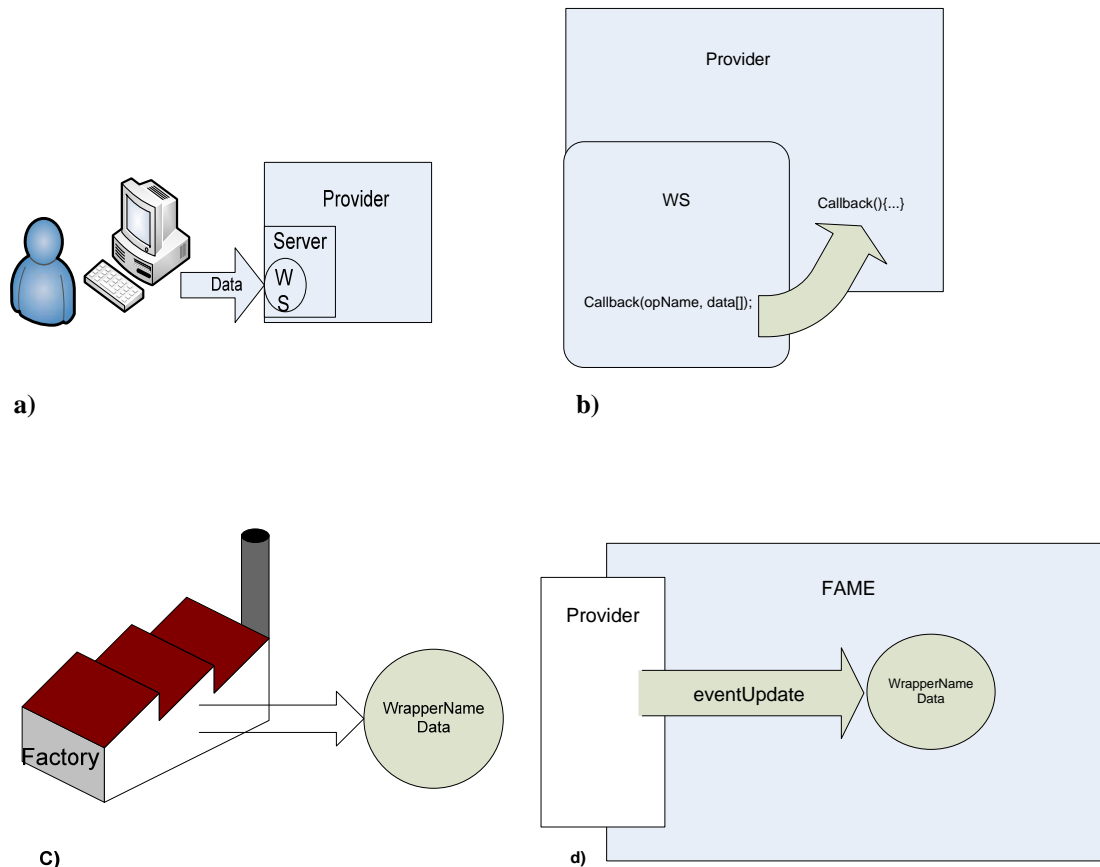 Provider
Server
Data
W
S
a)
Provider
WS
Callback(){...}
Callback(opName, data[]);
b)
Factory
WrapperName
Data
C)
FAME
Provider
eventUpdate
WrapperName
Data
d)